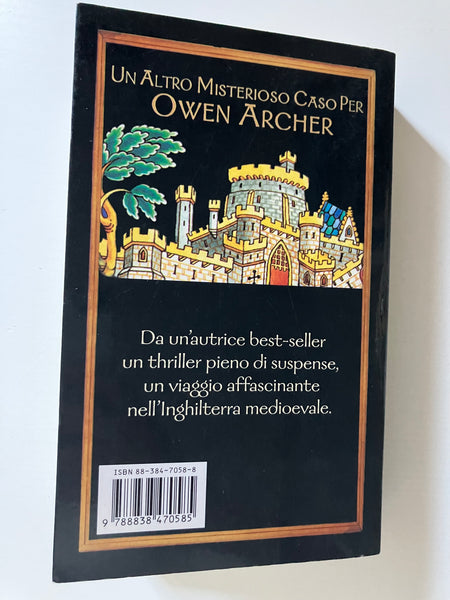 Un Altro Misterioso Caso Per
Owen Archer
Da un'autrice best-seller
un thriller pieno di suspense,
un viaggio affascinante
nell'Inghilterra medioevale.
ISBN 88-384-7058-8
9 788838 470585